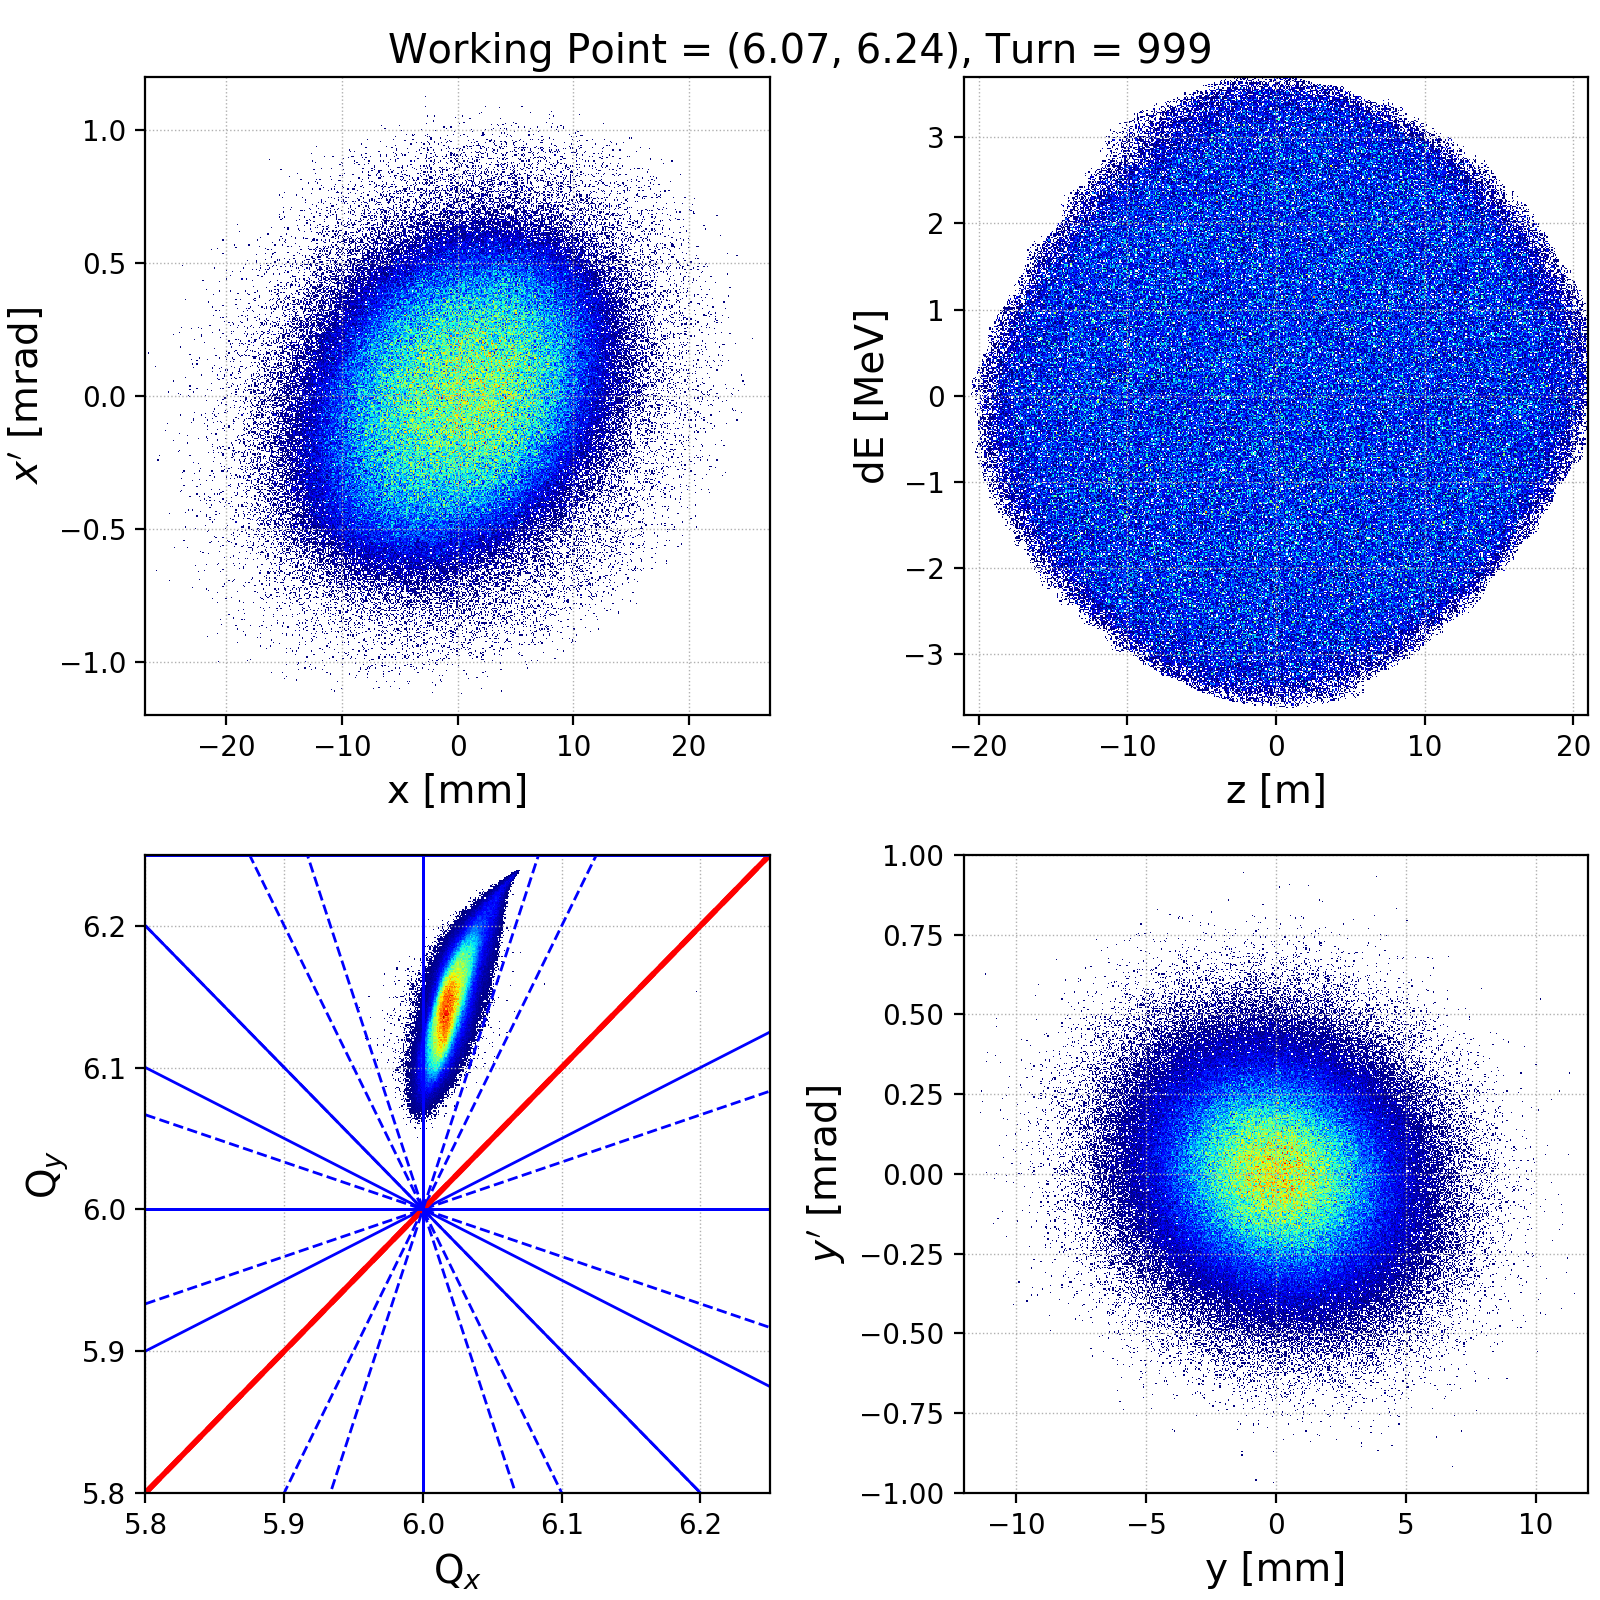 Working Point = (6.07, 6.24), Turn = 999
1.0
0.5
0.0
−0.5
−1.0
x′ [mrad]
−20 −10 0 10 20
x [mm]
3
2
1
0
−1
−2
−3
dE [MeV]
−20 −10 0 10 20
z [m]
6.2
6.1
6.0
5.9
5.8
Qy
5.8 5.9 6.0 6.1 6.2
Qx
1.00
0.75
0.50
0.25
0.00
−0.25
−0.50
−0.75
−1.00
y′ [mrad]
−10 −5 0 5 10
y [mm]